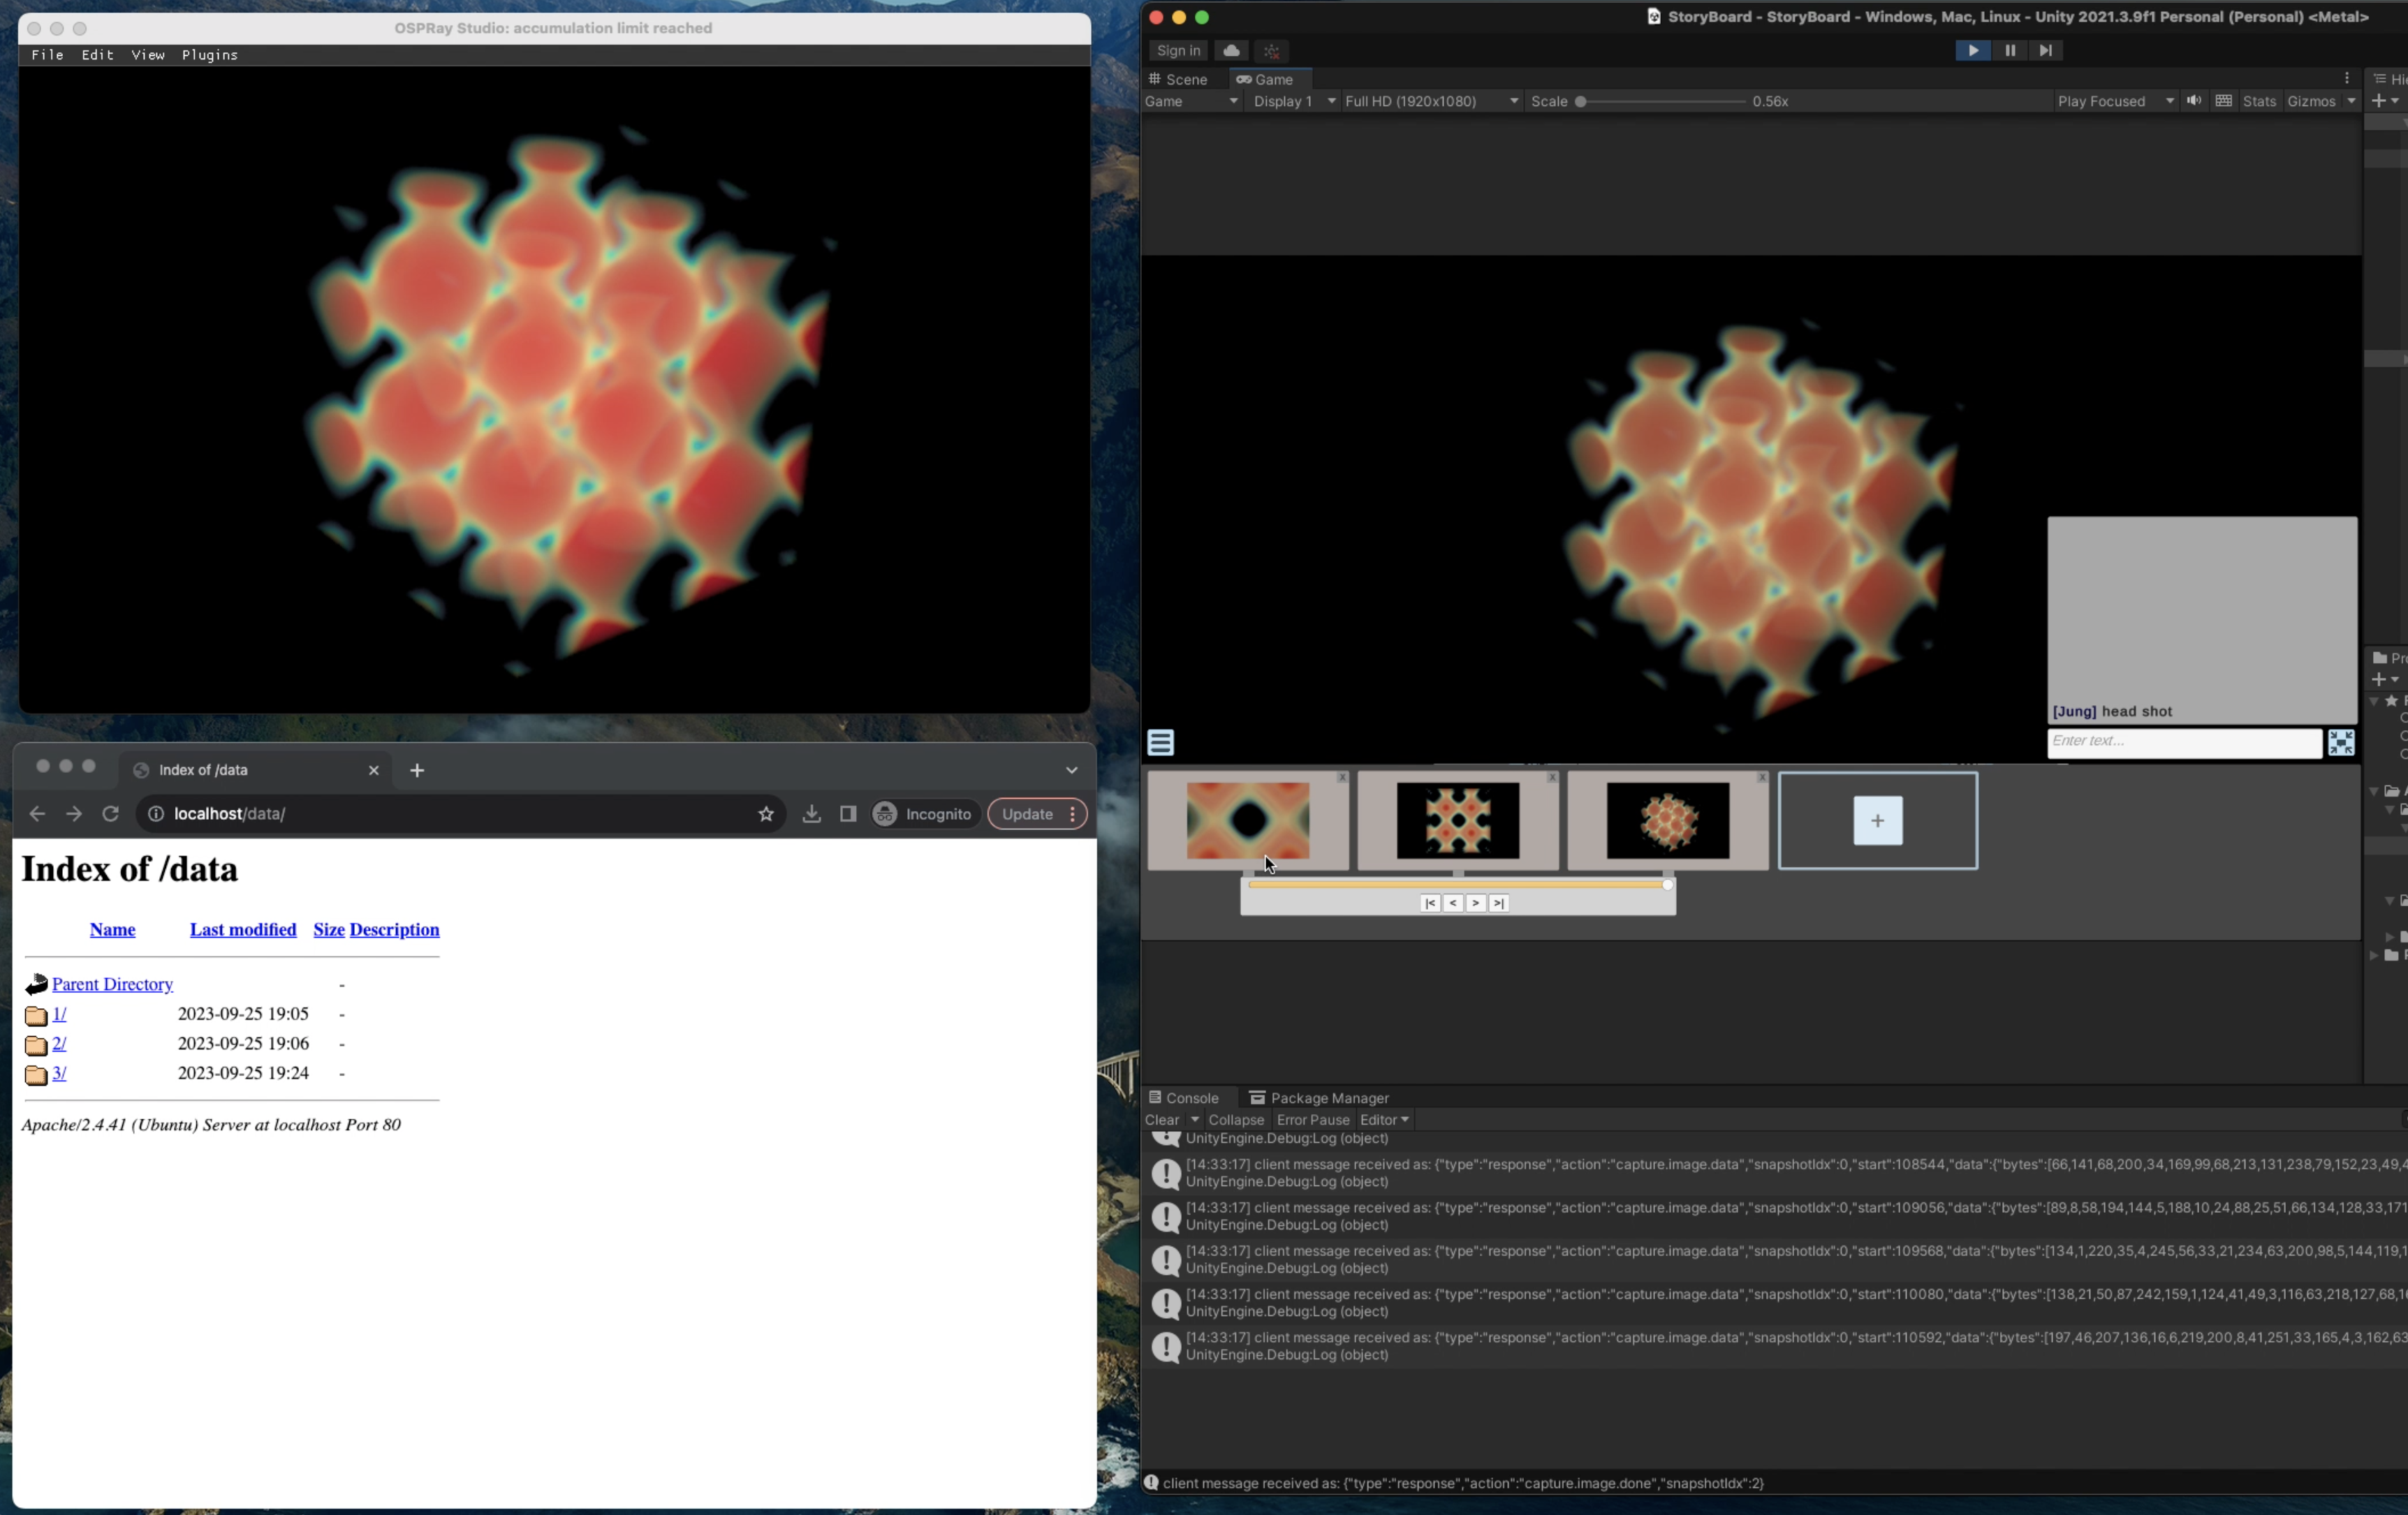 OSPRay Studio: accumulation limit reached
File Edit View Plugins
Index of /data
localhost/data/
Incognito
Update
Index of /data
Name Last modified Size Description
Parent Directory -
1/ 2023-09-25 19:05 -
2/ 2023-09-25 19:06 -
3/ 2023-09-25 19:24 -
Apache/2.4.41 (Ubuntu) Server at localhost Port 80
StoryBoard - StoryBoard - Windows, Mac, Linux - Unity 2021.3.9f1 Personal (Personal) <Metal>
Sign in
Scene Game
Game Display 1 Full HD (1920x1080) Scale 0.56x Play Focused Stats Gizmos
[Jung] head shot
Enter text...
x x x
+
|< < > >|
Console Package Manager
Clear Collapse Error Pause Editor
UnityEngine.Debug:Log (object)
[14:33:17] client message received as: {"type":"response","action":"capture.image.data","snapshotIdx":0,"start":108544,"data":{"bytes":[66,141,68,200,34,169,99,68,213,131,238,79,152,23,49,
UnityEngine.Debug:Log (object)
[14:33:17] client message received as: {"type":"response","action":"capture.image.data","snapshotIdx":0,"start":109056,"data":{"bytes":[89,8,58,194,144,5,188,10,24,88,25,51,66,134,128,33,171
UnityEngine.Debug:Log (object)
[14:33:17] client message received as: {"type":"response","action":"capture.image.data","snapshotIdx":0,"start":109568,"data":{"bytes":[134,1,220,35,4,245,56,33,21,234,63,200,98,5,144,119,1
UnityEngine.Debug:Log (object)
[14:33:17] client message received as: {"type":"response","action":"capture.image.data","snapshotIdx":0,"start":110080,"data":{"bytes":[138,21,50,87,242,159,1,124,41,49,3,116,63,218,127,68,16
UnityEngine.Debug:Log (object)
[14:33:17] client message received as: {"type":"response","action":"capture.image.data","snapshotIdx":0,"start":110592,"data":{"bytes":[197,46,207,136,16,6,219,200,8,41,251,33,165,4,3,162,63
UnityEngine.Debug:Log (object)
client message received as: {"type":"response","action":"capture.image.done","snapshotIdx":2}